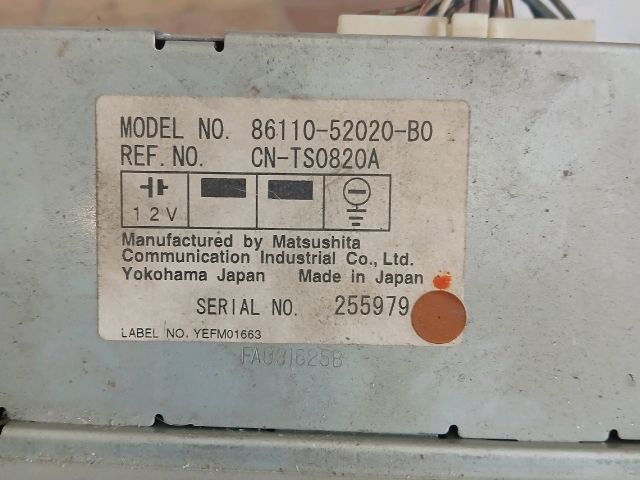 MODEL NO. 86110-52020-B0
REF. NO. CN-TS0820A
12V
Manufactured by Matsushita
Communication Industrial Co., Ltd.
Yokohama Japan Made in Japan
SERIAL NO. 255979
LABEL NO. YEFM01663